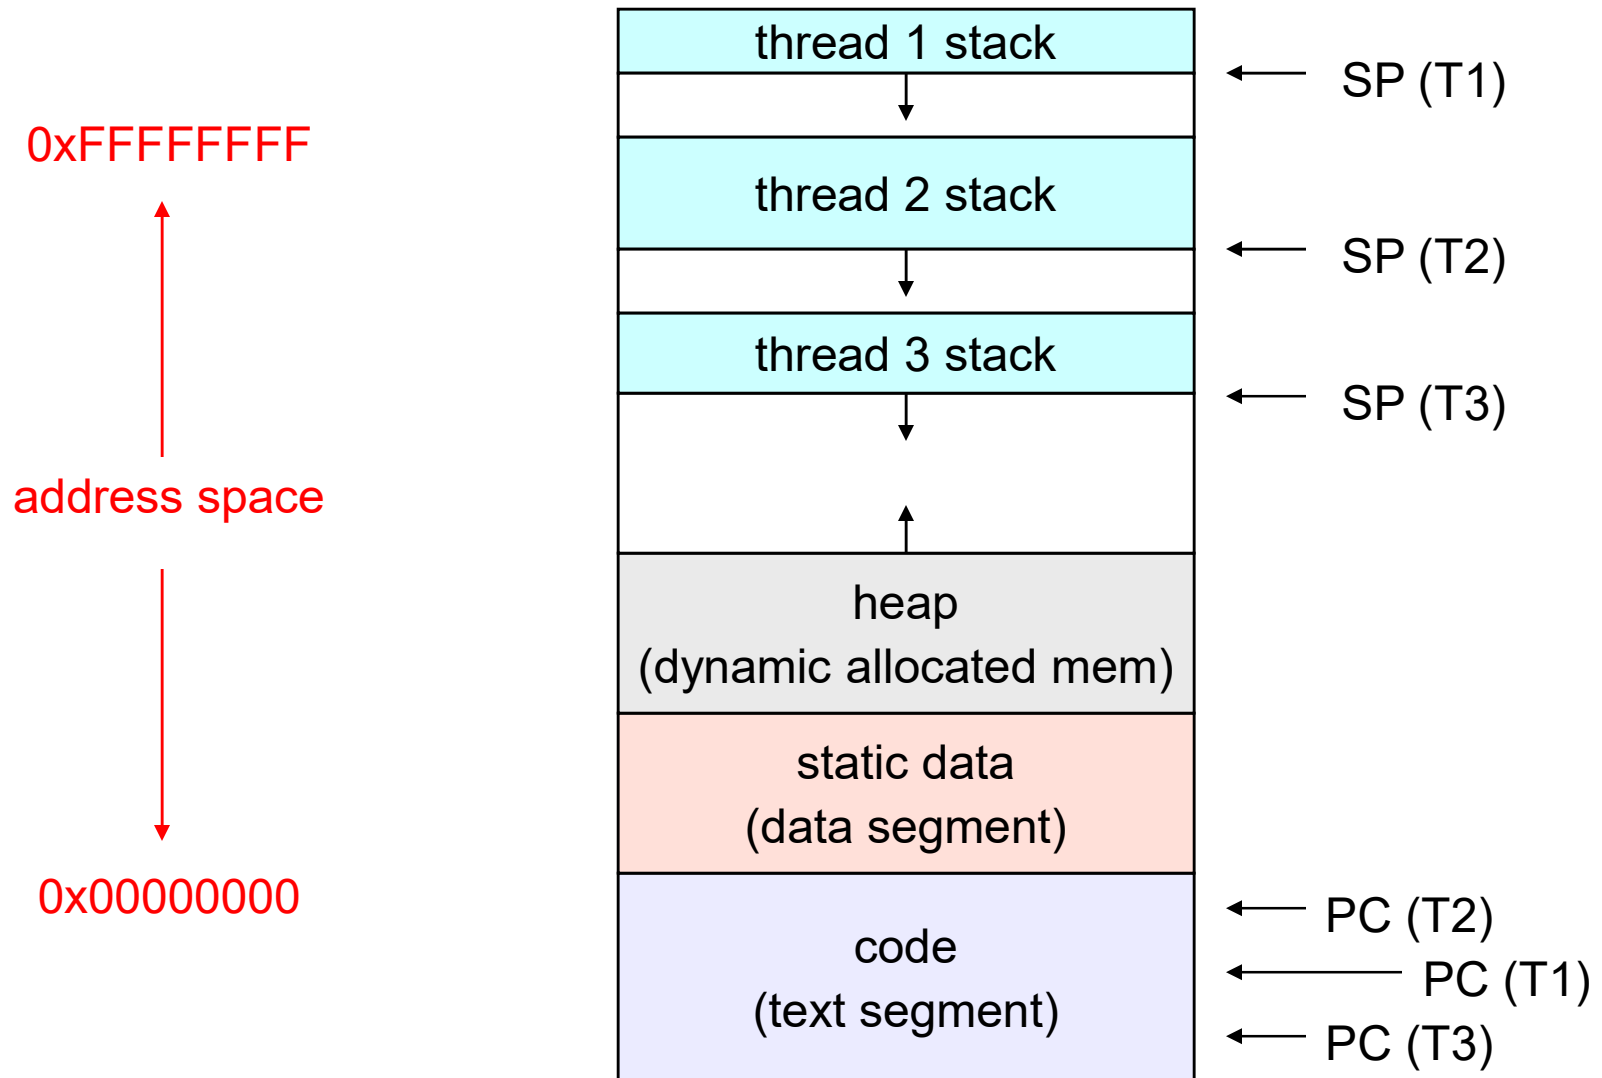 thread 1 stack
SP (T1)
0xFFFFFFFF
thread 2 stack
SP (T2)
thread 3 stack
SP (T3)
address space
heap
(dynamic allocated mem)
static data
(data segment)
0x00000000
PC (T2)
code
PC (T1)
(text segment)
PC (T3)